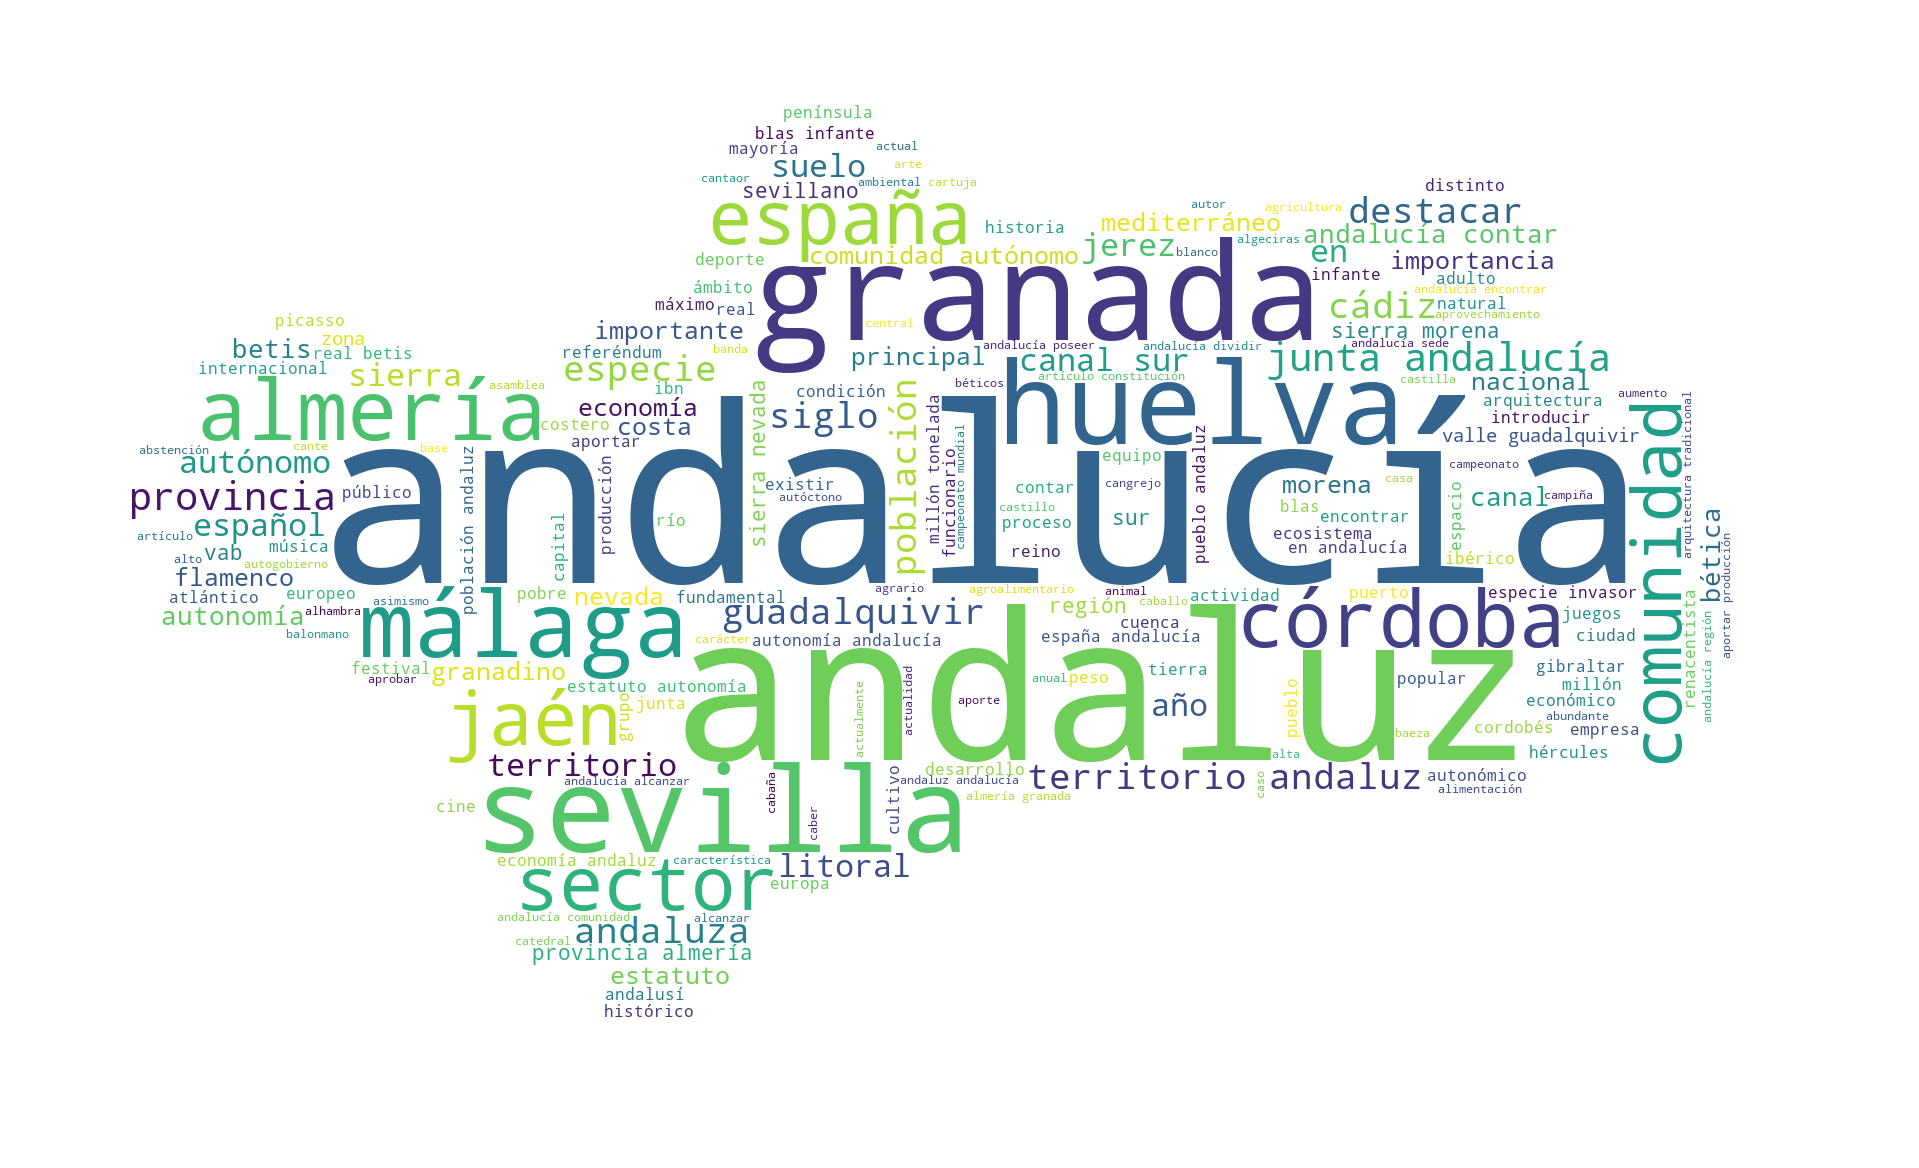 península
blas infante
mayoría
actual
suelo
arte
cantaor
ambiental
cartuja
sevillano
distinto
españa
historia
autor
agricultura
mediterráneo
destacar
deporte
comunidad autónomo
jerez
blanco
algeciras
andalucía contar
en
importancia
granada
infante
adulto
ámbito
máximo
real
andalucía encontrar
cádiz
natural
aprovechamiento
picasso
zona
importante
central
sierra morena
betis
real betis
referéndum
banda
principal
andalucía poseer
canal sur
andalucía dividir
andalucía sede
junta andalucía
internacional
sierra
asamblea
especie
ibn
condición
béticos
artículo constitución
huelva
castilla
nacional
aumento
almería
economía
costero
costa
aportar
siglo
arquitectura
introducir
valle guadalquivir
abstención
cante
base
autónomo
andalucía
población andaluz
producción
sierra nevada
existir
autóctono
población
millón tonelada
funcionario
campeonato mundial
equipo
contar
cangrejo
castillo
proceso
sur
reino
pueblo andaluz
morena
casa
campeonato
blas
encontrar
ecosistema
en andalucía
espacio
canal
campiña
ibérico
comunidad
arquitectura tradicional
bética
aportar producción
provincia
público
artículo
español
música
río
capital
alto
vab
autogobierno
flamenco
atlántico
europeo
asimismo
pobre
nevada
fundamental
agrario
agroalimentario
animal
caballo
actividad
puerto
especie invasor
autonomía
alhambra
balonmano
málaga
guadalquivir
carácter
autonomía andalucía
región
cuenca
españa andalucía
córdoba
juegos
ciudad
renacentista
andalucía región
festival
aprobar
granadino
estatuto autonomía
andaluz
tierra
anual
peso
popular
gibraltar
millón
económico
jaén
grupo
junta
actualmente
actualidad
aporte
año
pueblo
baeza
cordobés
abundante
empresa
hércules
territorio
andalucía alcanzar
sevilla
cabaña
caber
cultivo
desarrollo
andaluz andalucía
almería granada
territorio andaluz
alta
caso
autonómico
alimentación
cine
economía andaluz
característica
litoral
europa
sector
andalucía comunidad
alcanzar
andaluza
catedral
provincia almería
estatuto
andalusí
histórico